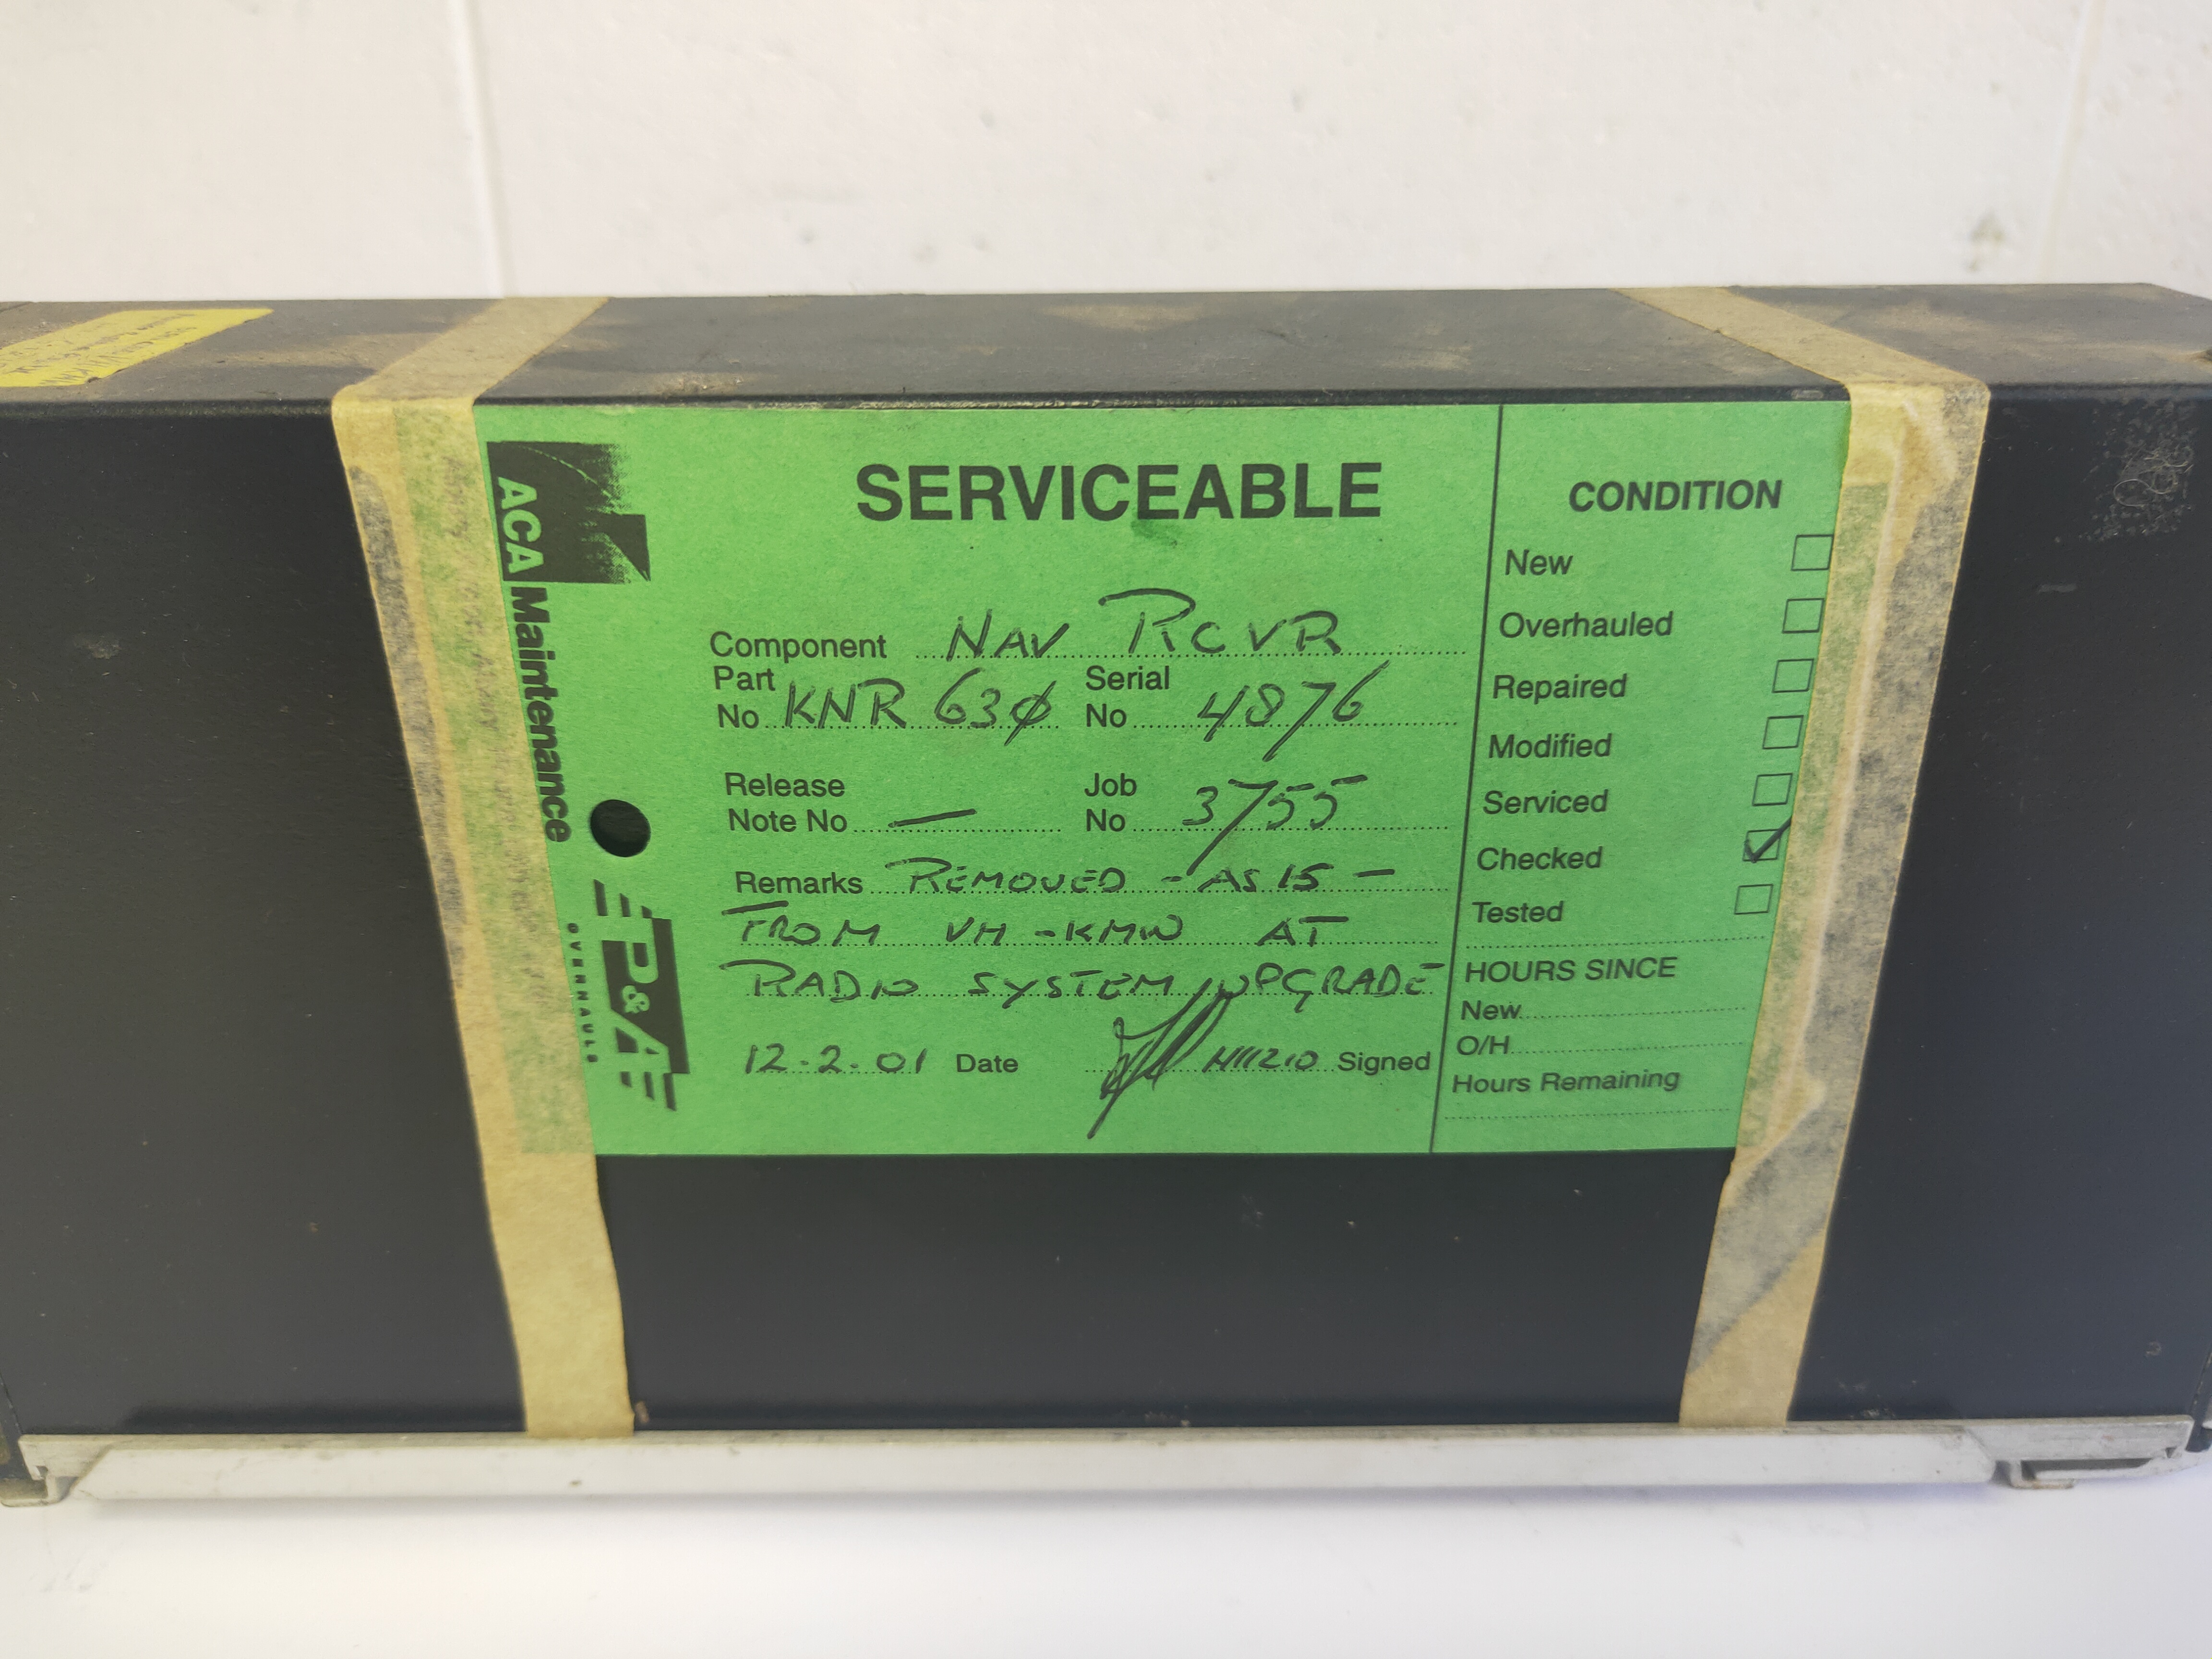 SERVICEABLE
ACA Maintenance
P&A
OVERHAULS
Component NAV RCVR
Part No KNR 63Ø Serial No 4876
Release Note No — Job No 3755
Remarks REMOVED - AS IS -
FROM VH-KMW AT
RADIO SYSTEM UPGRADE
12.2.01 Date Signed
CONDITION
New
Overhauled
Repaired
Modified
Serviced
Checked ✓
Tested
HOURS SINCE
New
O/H
Hours Remaining